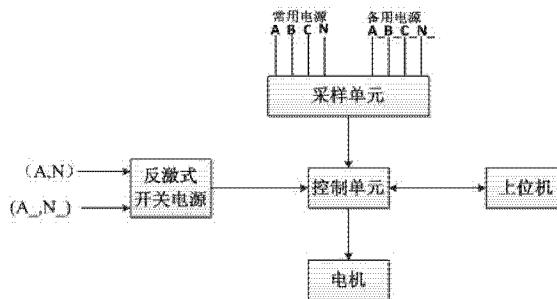 常用电源 备用电源
A B C N A_ B_ C_ N_
采样单元
(A,N)
反激式
开关电源
控制单元
上位机
(A_,N_)
电机